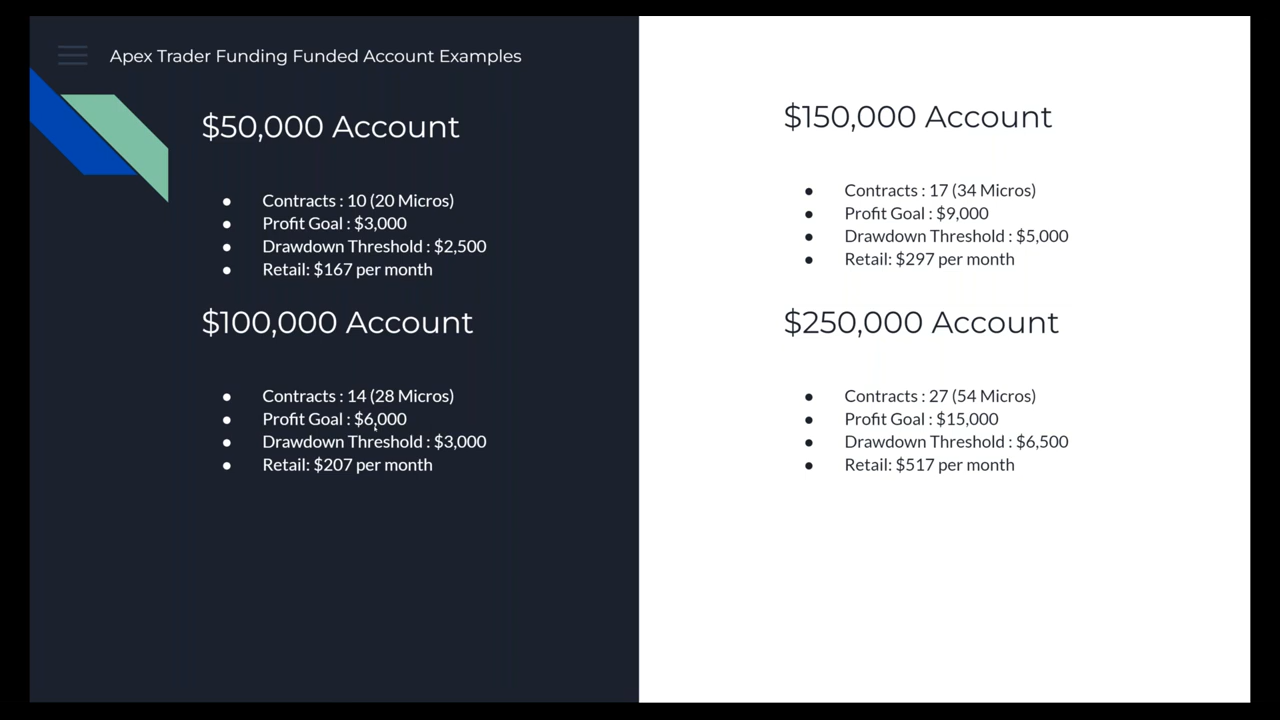 Apex Trader Funding Funded Account Examples
$50,000 Account
● Contracts : 10 (20 Micros)
● Profit Goal : $3,000
● Drawdown Threshold : $2,500
● Retail: $167 per month
$100,000 Account
● Contracts : 14 (28 Micros)
● Profit Goal : $6,000
● Drawdown Threshold : $3,000
● Retail: $207 per month
$150,000 Account
● Contracts : 17 (34 Micros)
● Profit Goal : $9,000
● Drawdown Threshold : $5,000
● Retail: $297 per month
$250,000 Account
● Contracts : 27 (54 Micros)
● Profit Goal : $15,000
● Drawdown Threshold : $6,500
● Retail: $517 per month